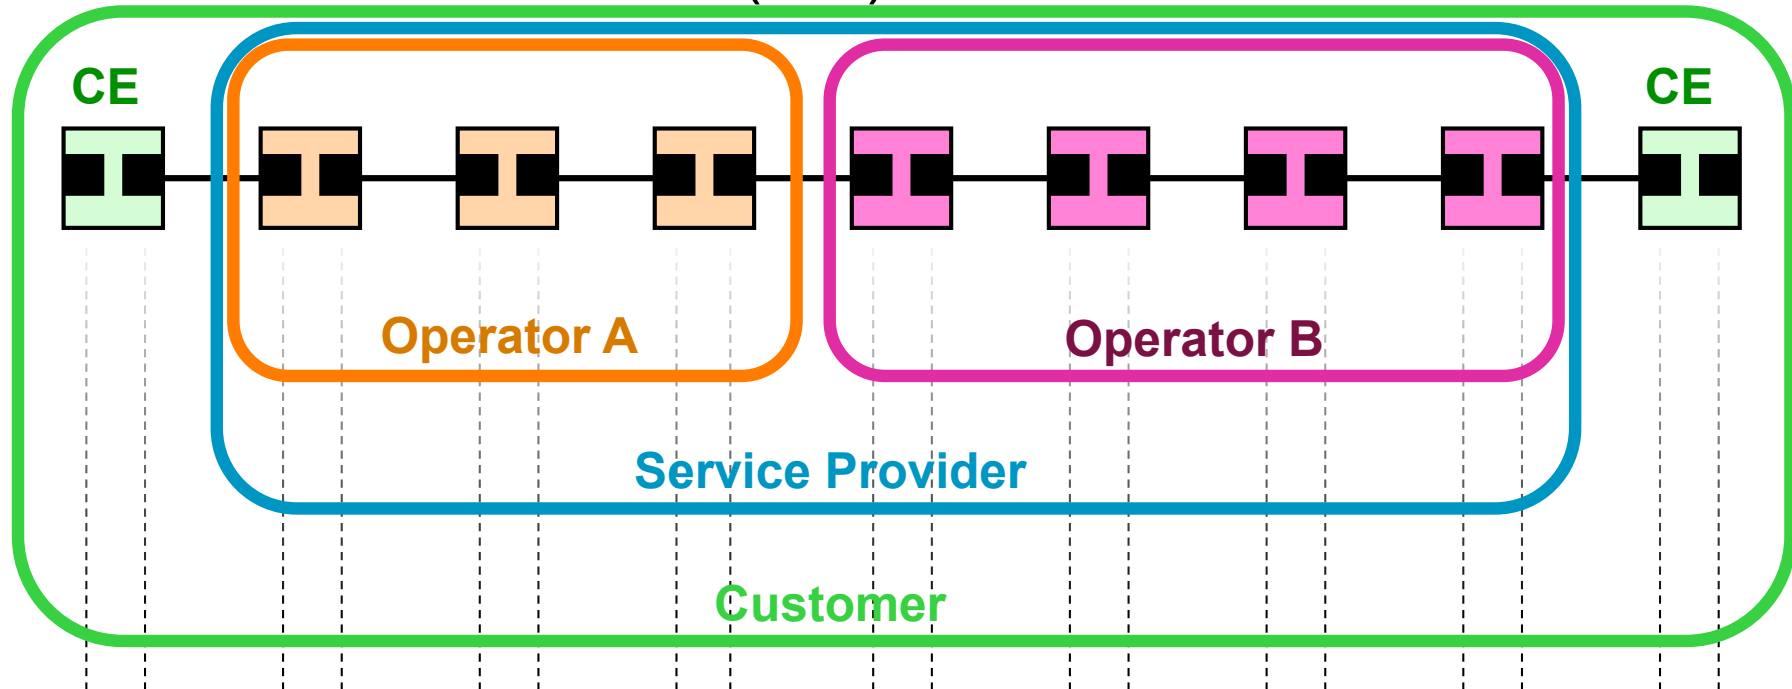 CE
CE
Operator A
Operator B
Service Provider
Customer